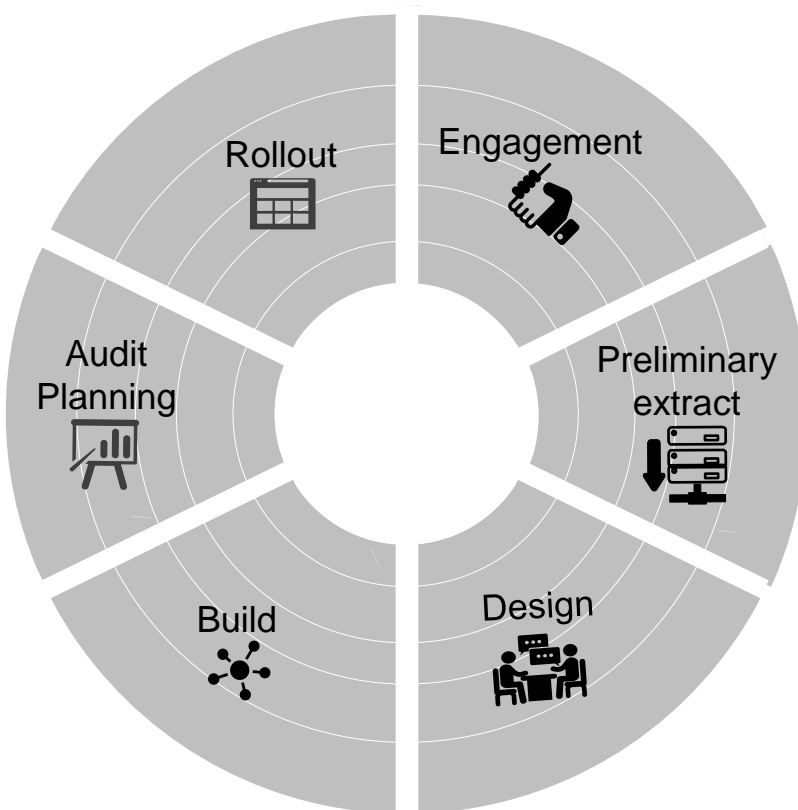 Rollout
Engagement
Audit
Planning
Preliminary
extract
Build
Design